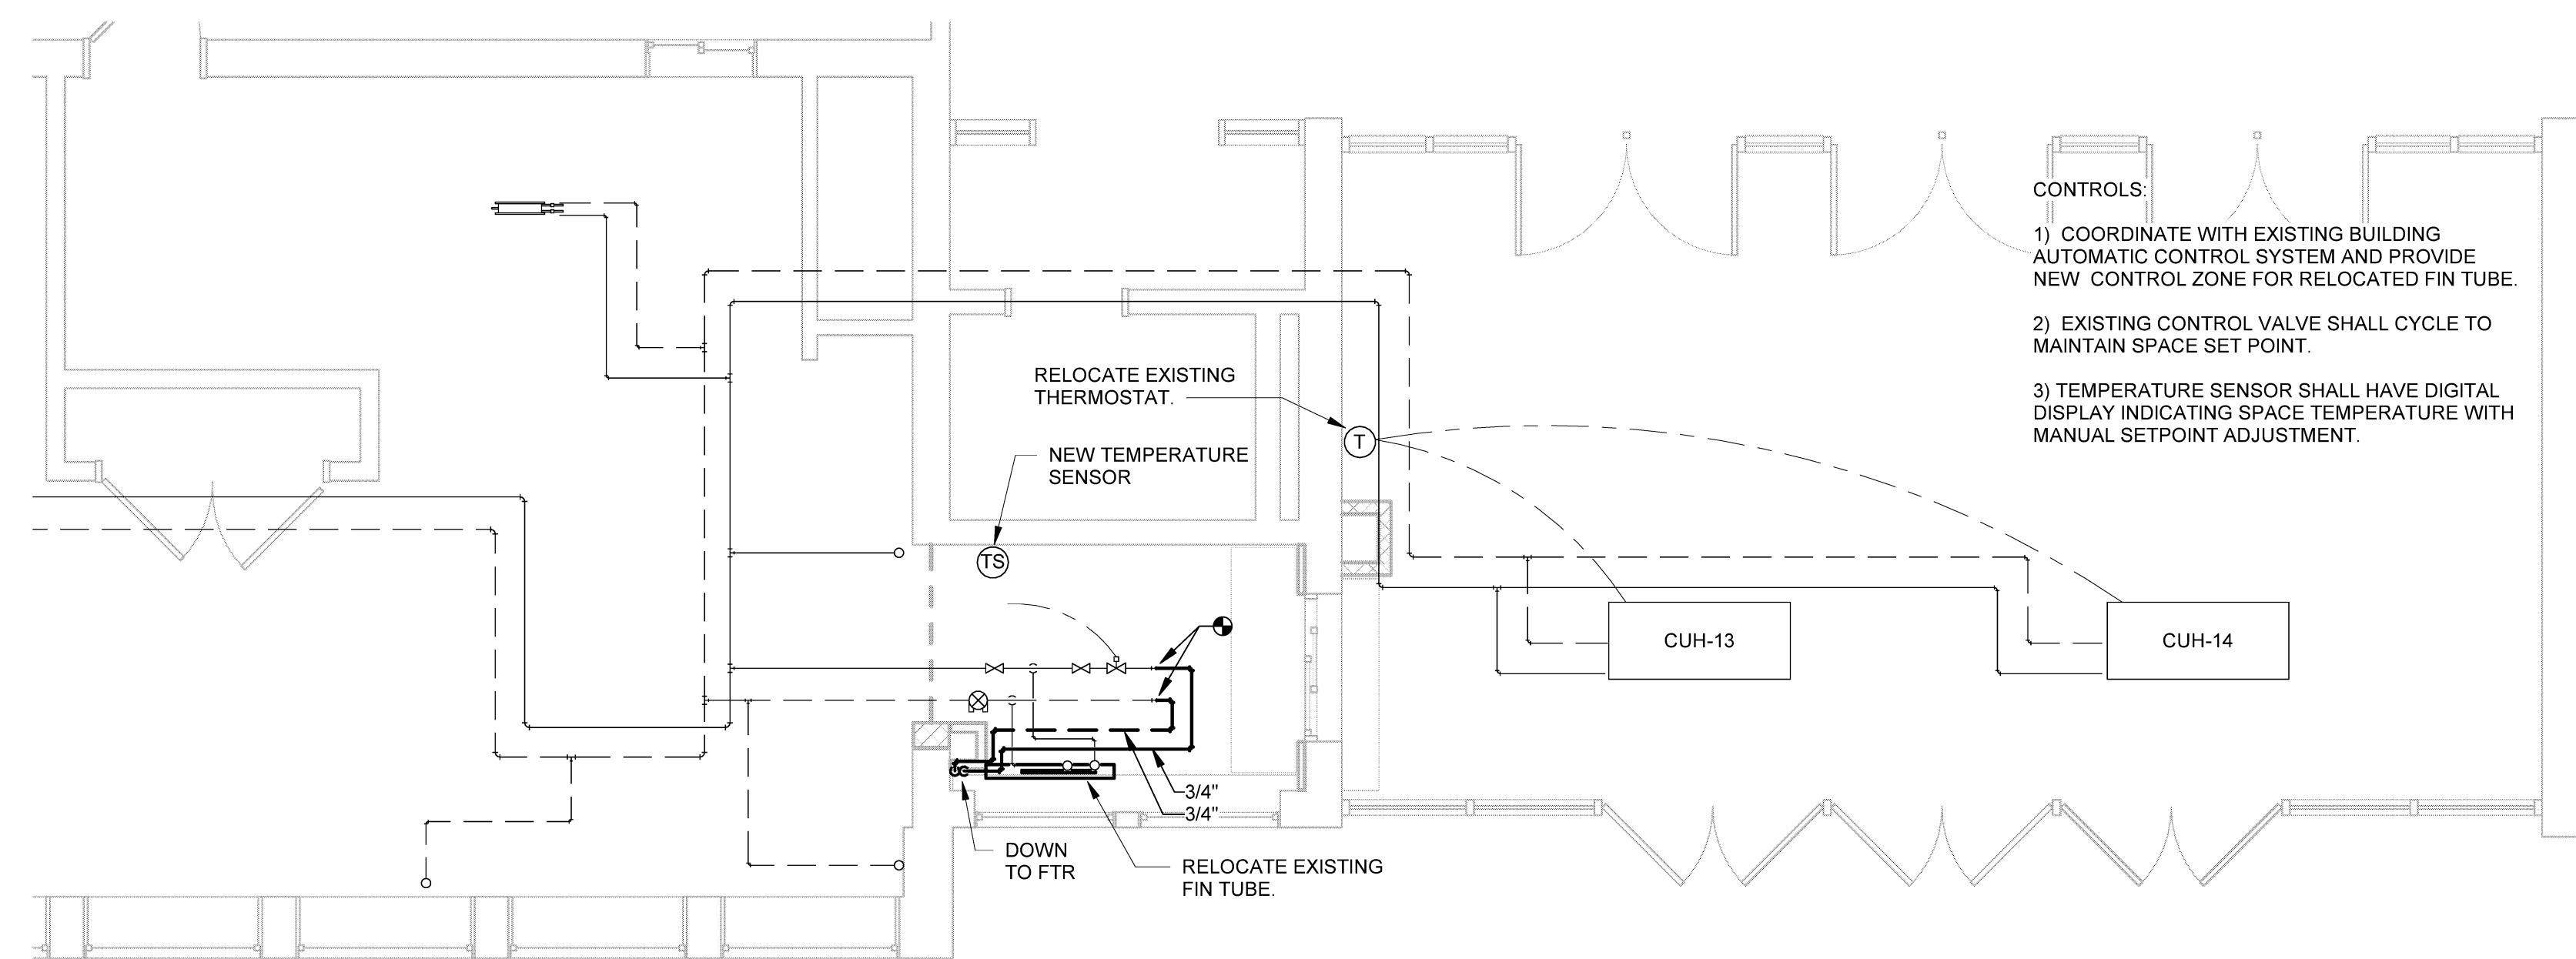 CONTROLS:
1)  COORDINATE WITH EXISTING BUILDING
AUTOMATIC CONTROL SYSTEM AND PROVIDE
NEW  CONTROL ZONE FOR RELOCATED FIN TUBE.
2)  EXISTING CONTROL VALVE SHALL CYCLE TO
MAINTAIN SPACE SET POINT.
3) TEMPERATURE SENSOR SHALL HAVE DIGITAL
DISPLAY INDICATING SPACE TEMPERATURE WITH
MANUAL SETPOINT ADJUSTMENT.
RELOCATE EXISTING
THERMOSTAT.
T
NEW TEMPERATURE
SENSOR
TS
CUH-13
CUH-14
3/4"
3/4"
DOWN
TO FTR
RELOCATE EXISTING
FIN TUBE.